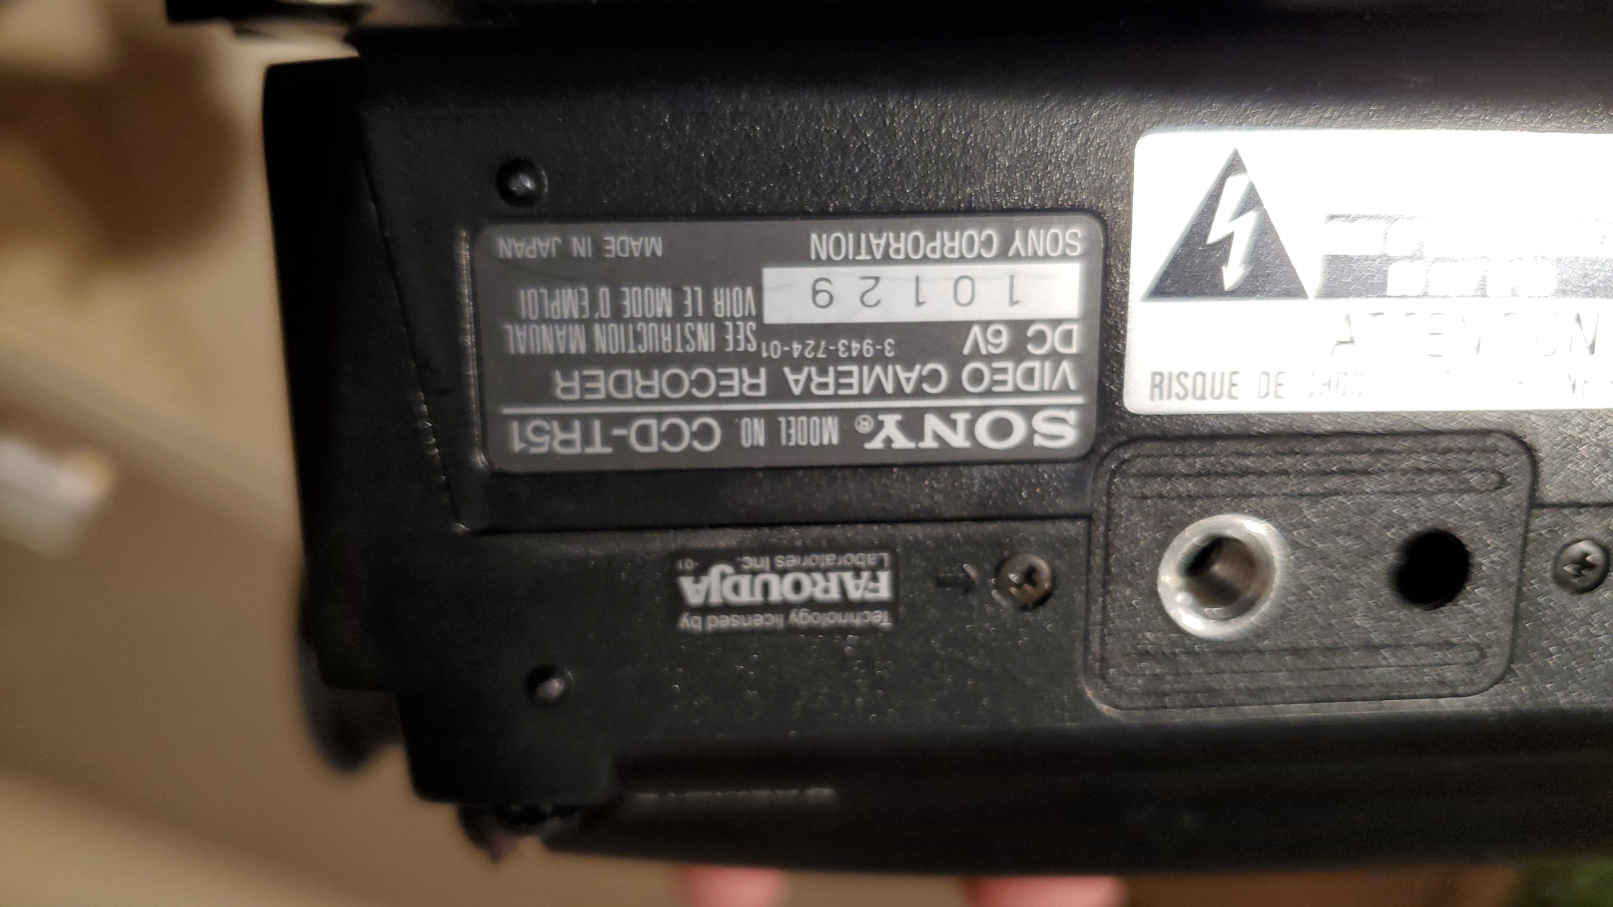 Technology licensed by
FAROUDJA
Laboratories Inc.
-01
SONY® MODEL NO. CCD-TR51
VIDEO CAMERA RECORDER
DC 6V 3-943-724-01
SEE INSTRUCTION MANUAL
VOIR LE MODE D'EMPLOI
10129
SONY CORPORATION MADE IN JAPAN
RISQUE DE